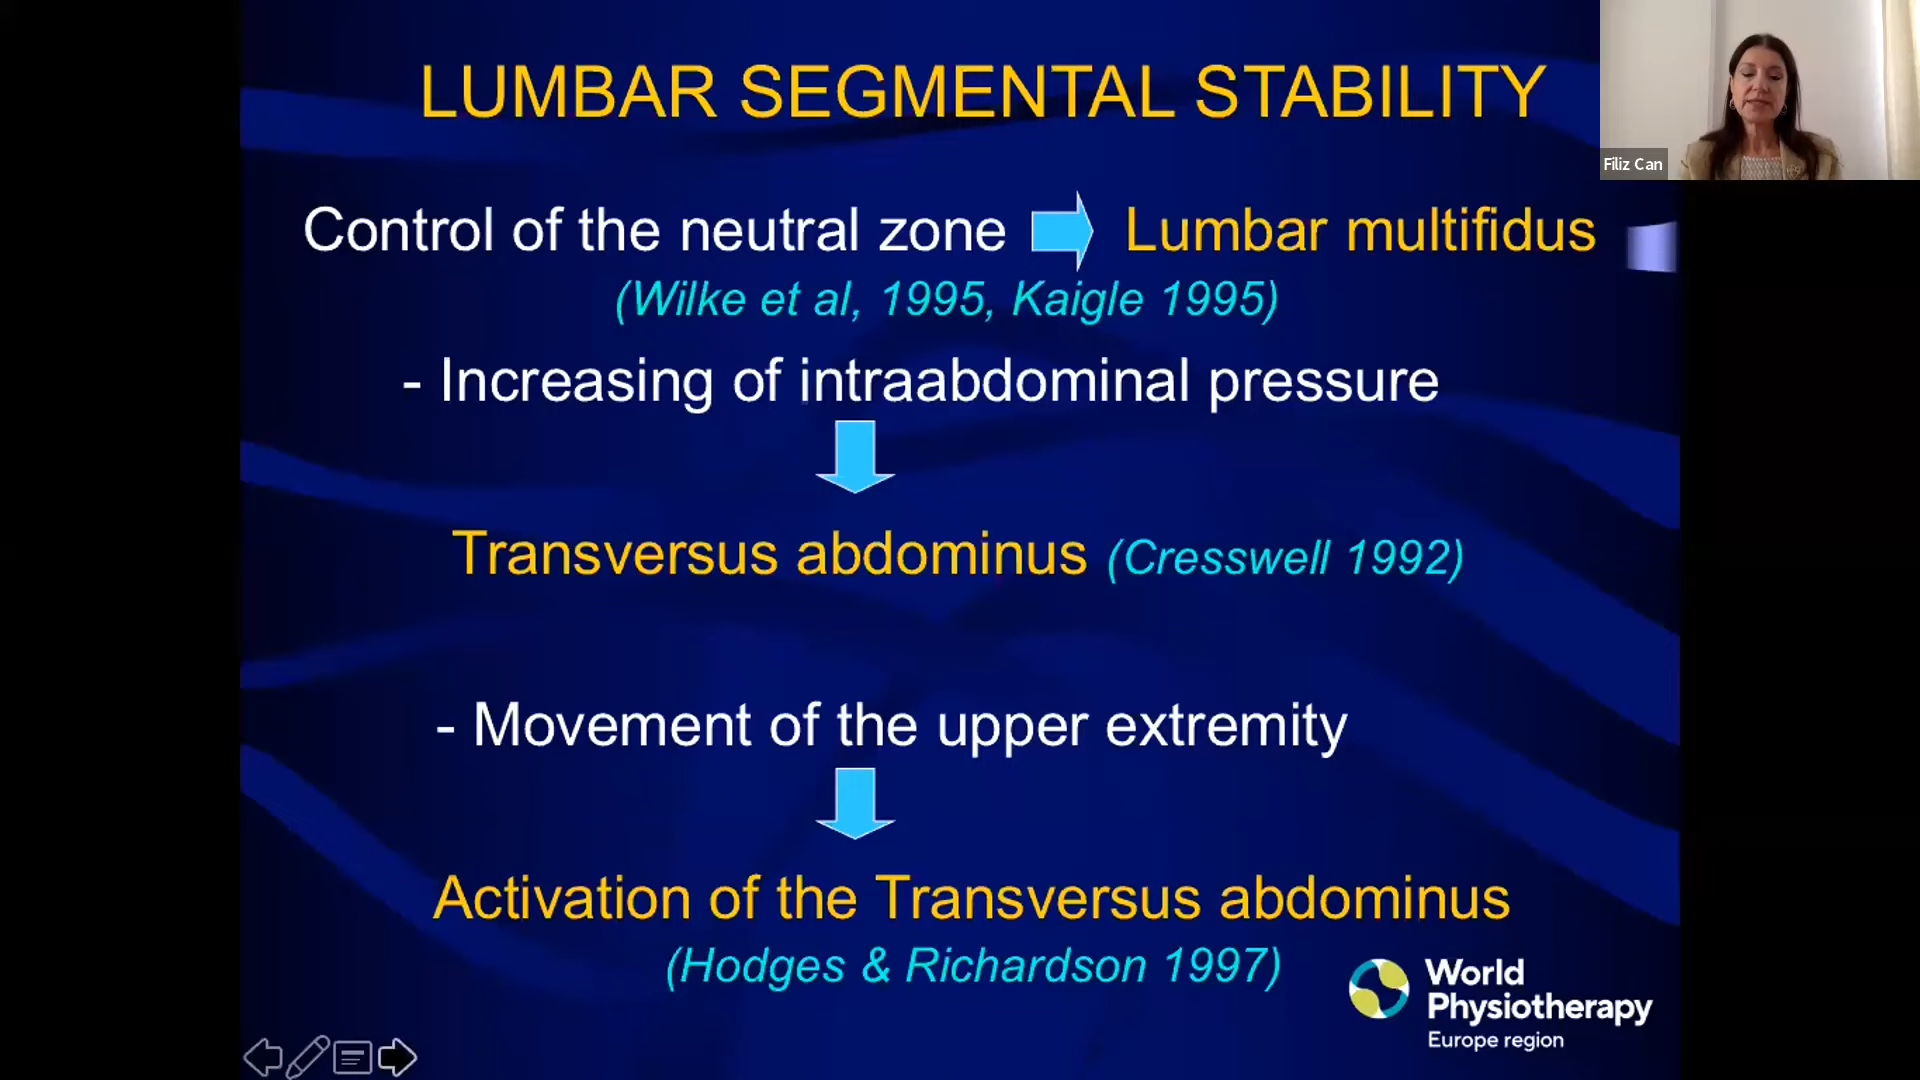 LUMBAR SEGMENTAL STABILITY
Filiz Can
Control of the neutral zone Lumbar multifidus
(Wilke et al, 1995, Kaigle 1995)
- Increasing of intraabdominal pressure
Transversus abdominus (Cresswell 1992)
- Movement of the upper extremity
Activation of the Transversus abdominus
(Hodges & Richardson 1997)
World
Physiotherapy
Europe region